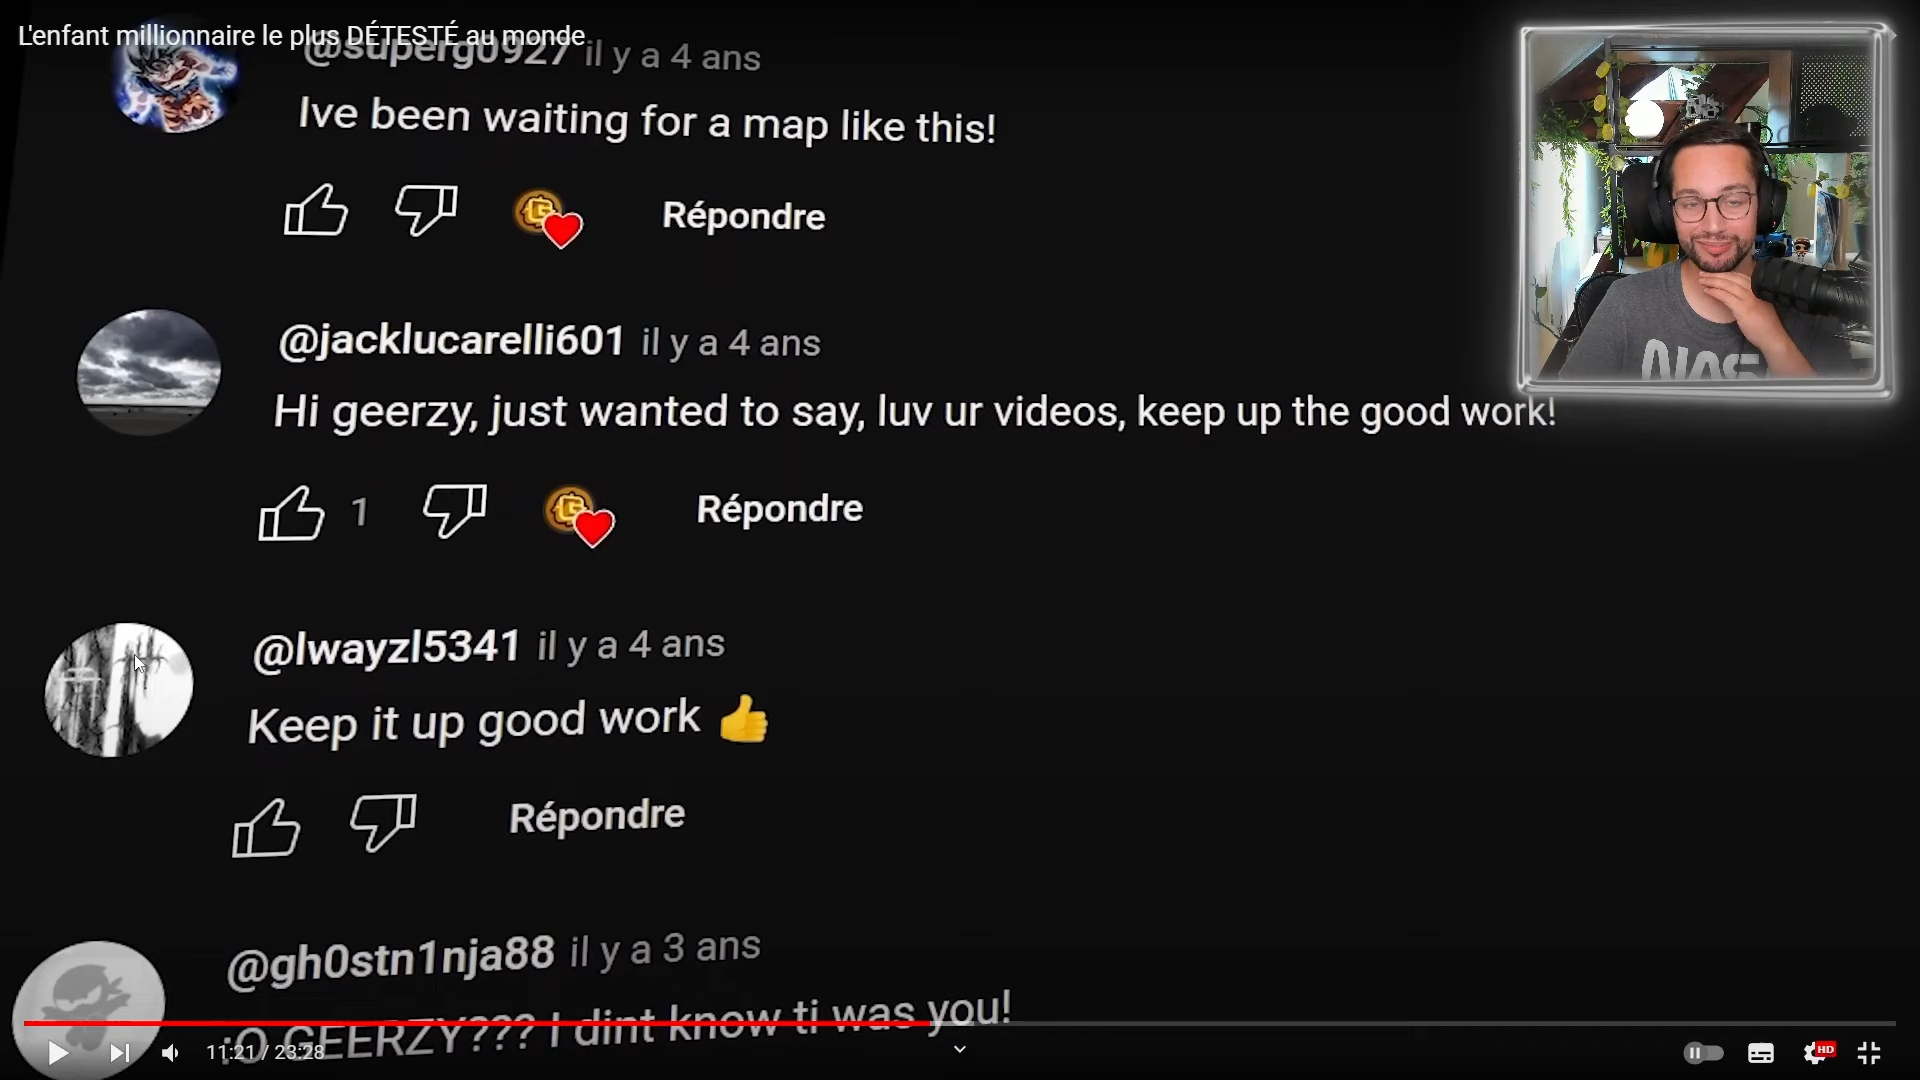 L'enfant millionnaire le plus DÉTESTÉ au monde
@superg0927 il y a 4 ans
Ive been waiting for a map like this!
Répondre
@jacklucarelli601 il y a 4 ans
Hi geerzy, just wanted to say, luv ur videos, keep up the good work!
1
Répondre
@lwayzl5341 il y a 4 ans
Keep it up good work 👍
Répondre
@gh0stn1nja88 il y a 3 ans
:O GEERZY??? I dint know ti was you!
11:21 / 23:28
HD